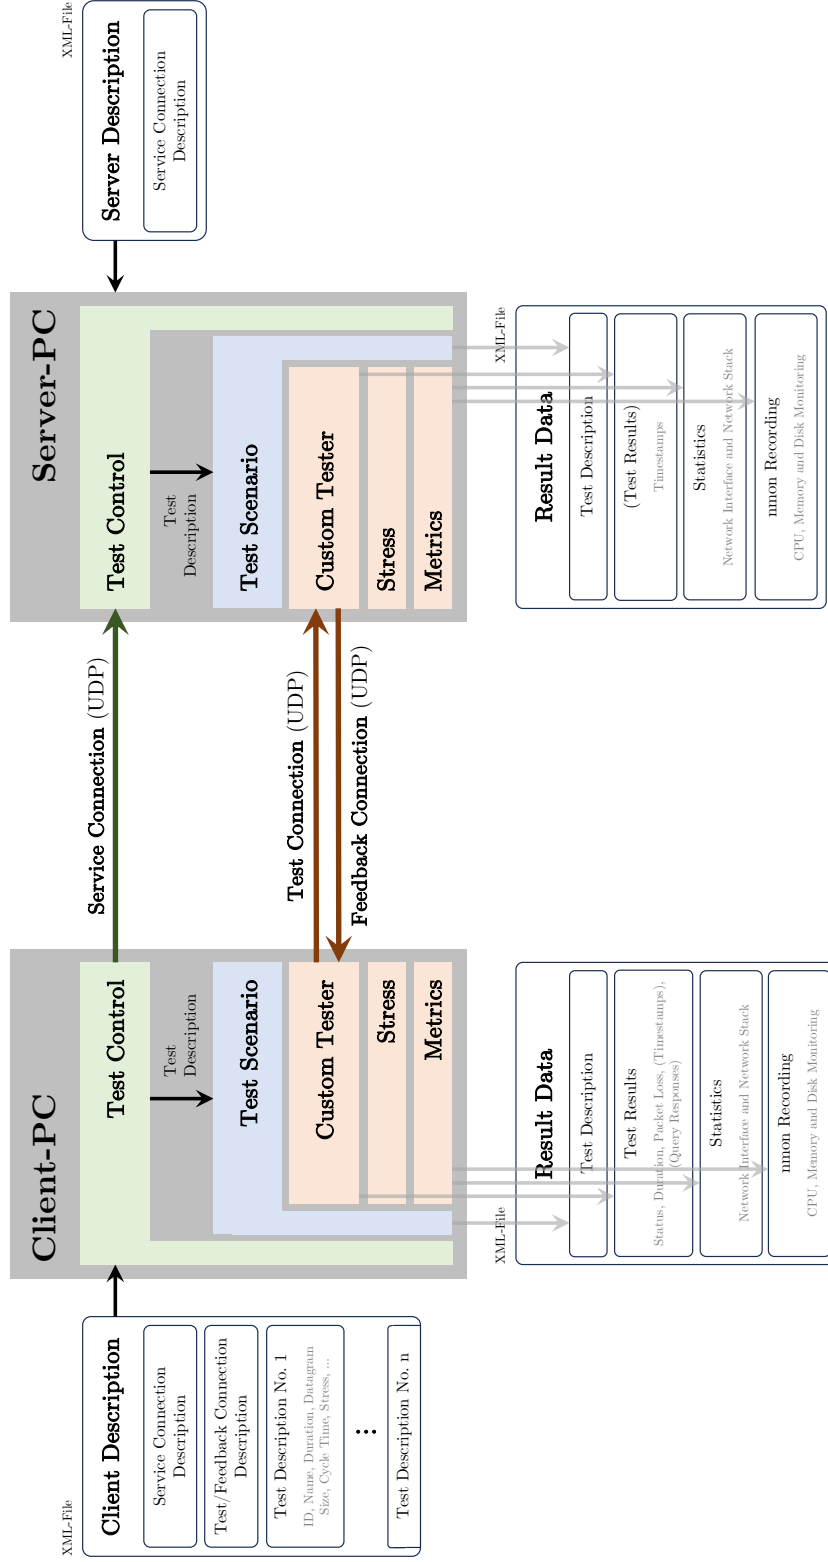 XML-File
Client Description
Service Connection
Description
Test/Feedback Connection
Description
Test Description No. 1
ID, Name, Duration, Datagram
Size, Cycle Time, Stress, ...
Test Description No. n
Client-PC
Test Control
Test
Description
Test Scenario
Custom Tester
Stress
Metrics
XML-File
Result Data
Test Description
Test Results
Status, Duration, Packet Loss, (Timestamps),
(Query Responses)
Statistics
Network Interface and Network Stack
nmon Recording
CPU, Memory and Disk Monitoring
Service Connection (UDP)
Test Connection (UDP)
Feedback Connection (UDP)
Server-PC
Test Control
Test
Description
Test Scenario
Custom Tester
Stress
Metrics
XML-File
Result Data
Test Description
(Test Results)
Timestamps
Statistics
Network Interface and Network Stack
nmon Recording
CPU, Memory and Disk Monitoring
XML-File
Server Description
Service Connection
Description